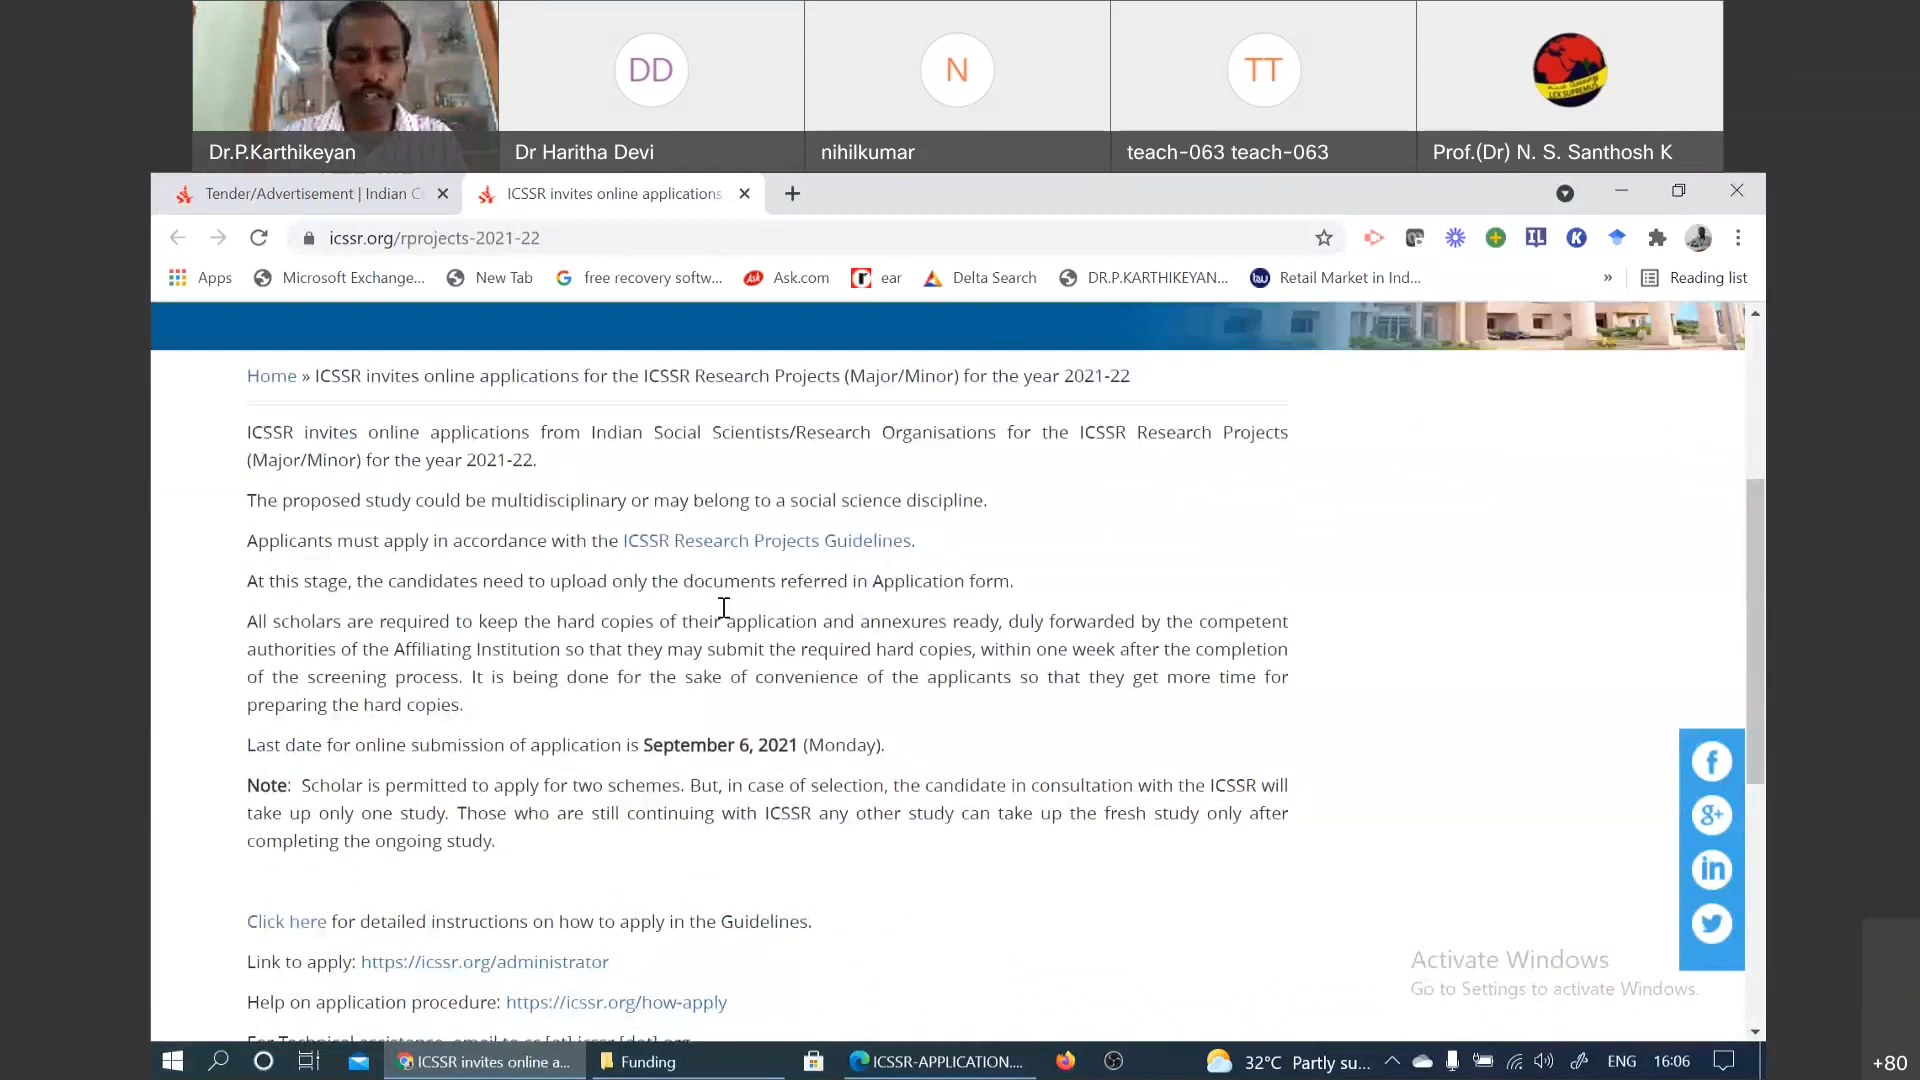 DD
N
TT
LEX SUPREMUS
Dr.P.Karthikeyan
Dr Haritha Devi
nihilkumar
teach-063 teach-063
Prof.(Dr) N. S. Santhosh K
Tender/Advertisement | Indian C
ICSSR invites online applications
icssr.org/rprojects-2021-22
IL
K
Apps
Microsoft Exchange...
New Tab
free recovery softw...
Ask.com
ear
Delta Search
DR.P.KARTHIKEYAN...
Retail Market in Ind...
»
Reading list
Home » ICSSR invites online applications for the ICSSR Research Projects (Major/Minor) for the year 2021-22
ICSSR invites online applications from Indian Social Scientists/Research Organisations for the ICSSR Research Projects
(Major/Minor) for the year 2021-22.
The proposed study could be multidisciplinary or may belong to a social science discipline.
Applicants must apply in accordance with the ICSSR Research Projects Guidelines.
At this stage, the candidates need to upload only the documents referred in Application form.
All scholars are required to keep the hard copies of their application and annexures ready, duly forwarded by the competent
authorities of the Affiliating Institution so that they may submit the required hard copies, within one week after the completion
of the screening process. It is being done for the sake of convenience of the applicants so that they get more time for
preparing the hard copies.
Last date for online submission of application is September 6, 2021 (Monday).
Note: Scholar is permitted to apply for two schemes. But, in case of selection, the candidate in consultation with the ICSSR will
take up only one study. Those who are still continuing with ICSSR any other study can take up the fresh study only after
completing the ongoing study.
Click here for detailed instructions on how to apply in the Guidelines.
Link to apply: https://icssr.org/administrator
Help on application procedure: https://icssr.org/how-apply
For Technical assistance, email to cc [at] icssr [dot] org
Activate Windows
Go to Settings to activate Windows.
ICSSR invites online a...
Funding
ICSSR-APPLICATION....
32°C Partly su...
ENG
16:06
+80